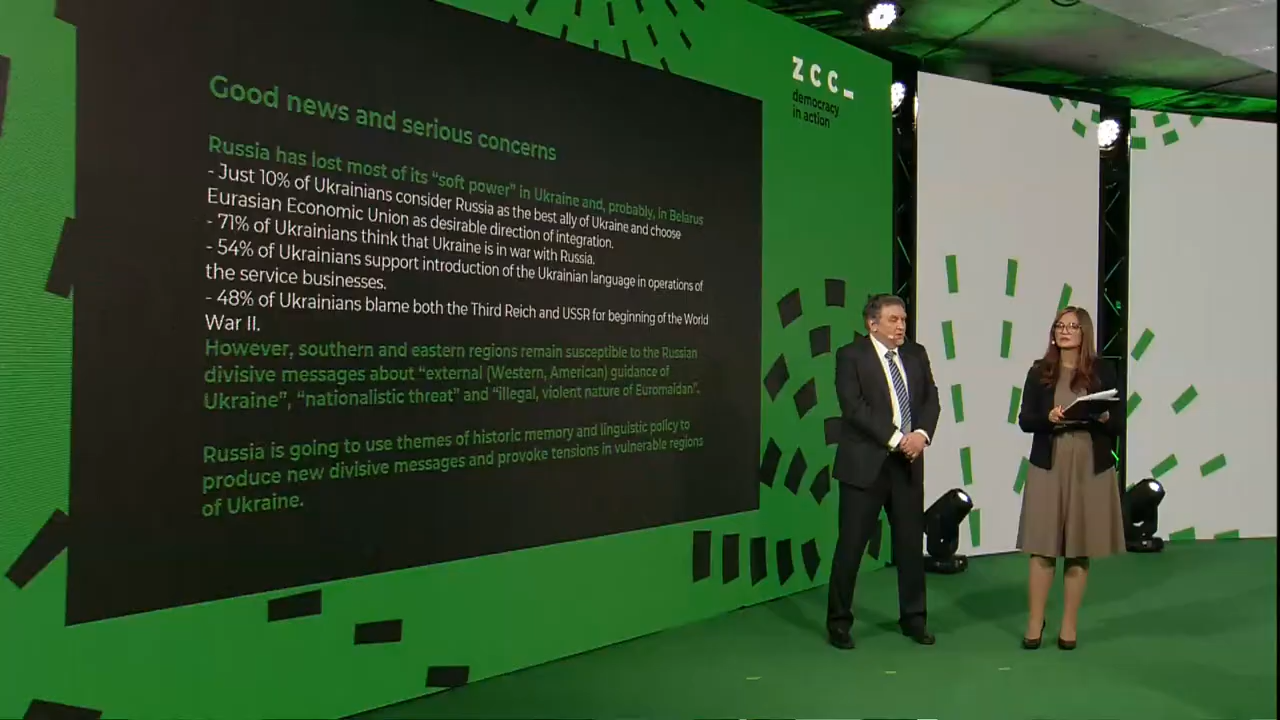 Good news and serious concerns
Russia has lost most of its “soft power” in Ukraine and, probably, in Belarus
- Just 10% of Ukrainians consider Russia as the best ally of Ukraine and choose
Eurasian Economic Union as desirable direction of integration.
- 71% of Ukrainians think that Ukraine is in war with Russia.
- 54% of Ukrainians support introduction of the Ukrainian language in operations of
the service businesses.
- 48% of Ukrainians blame both the Third Reich and USSR for beginning of the World
War II.
However, southern and eastern regions remain susceptible to the Russian
divisive messages about “external (Western, American) guidance of
Ukraine”, “nationalistic threat” and “illegal, violent nature of Euromaidan”.
Russia is going to use themes of historic memory and linguistic policy to
produce new divisive messages and provoke tensions in vulnerable regions
of Ukraine.
zcc_
democracy
in action